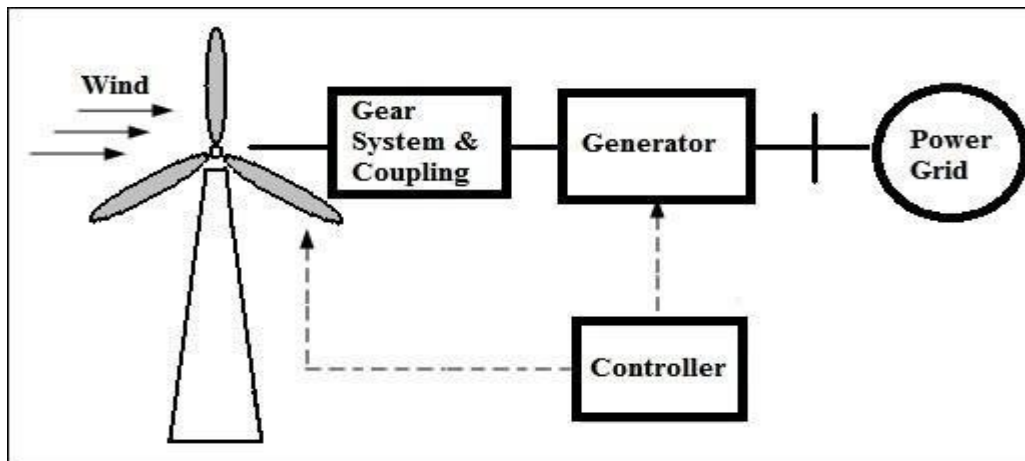 Wind
Gear
System &
Coupling
Generator
Power
Grid
Controller